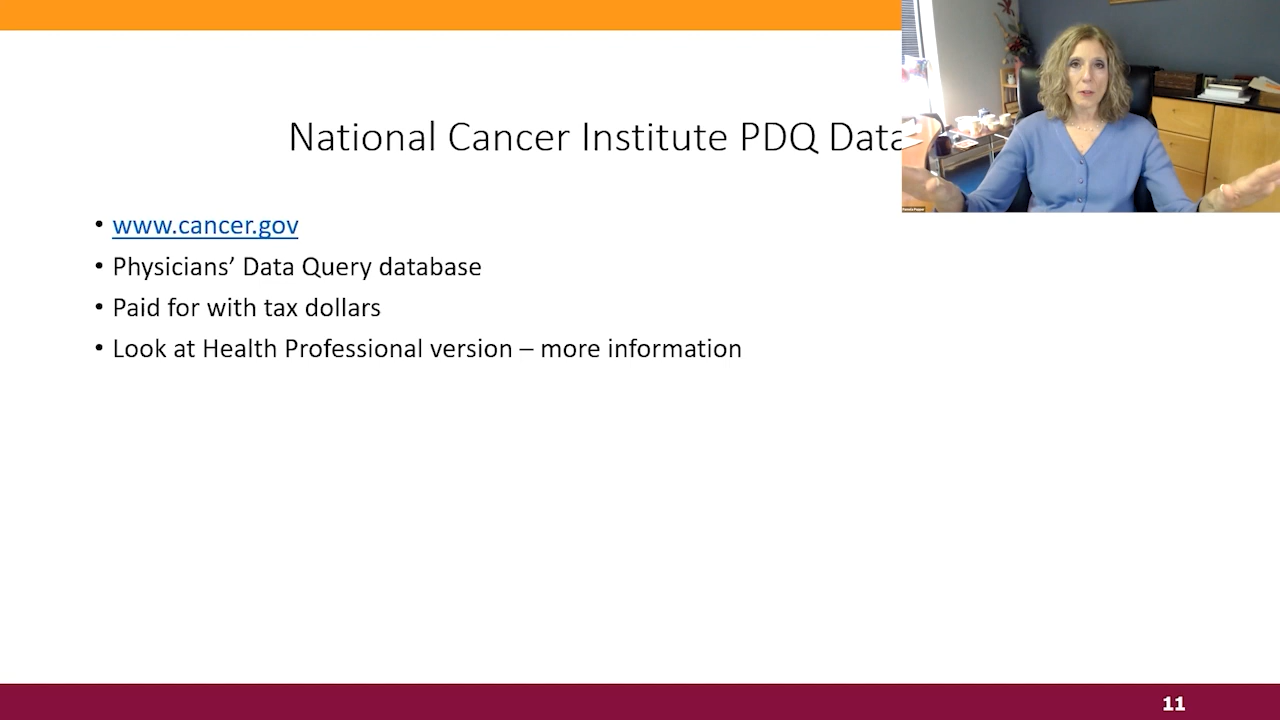 National Cancer Institute PDQ Data
• www.cancer.gov
• Physicians’ Data Query database
• Paid for with tax dollars
• Look at Health Professional version – more information
11